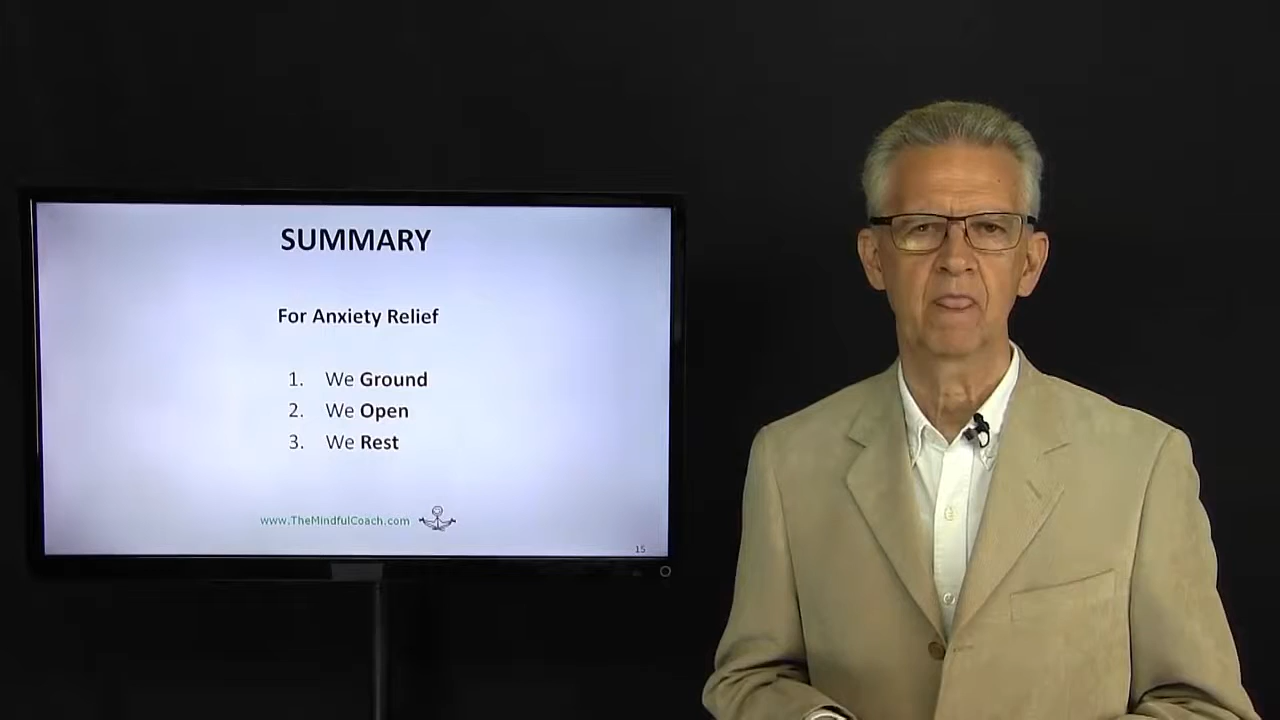 SUMMARY
For Anxiety Relief
1. We Ground
2. We Open
3. We Rest
www.TheMindfulCoach.com
15